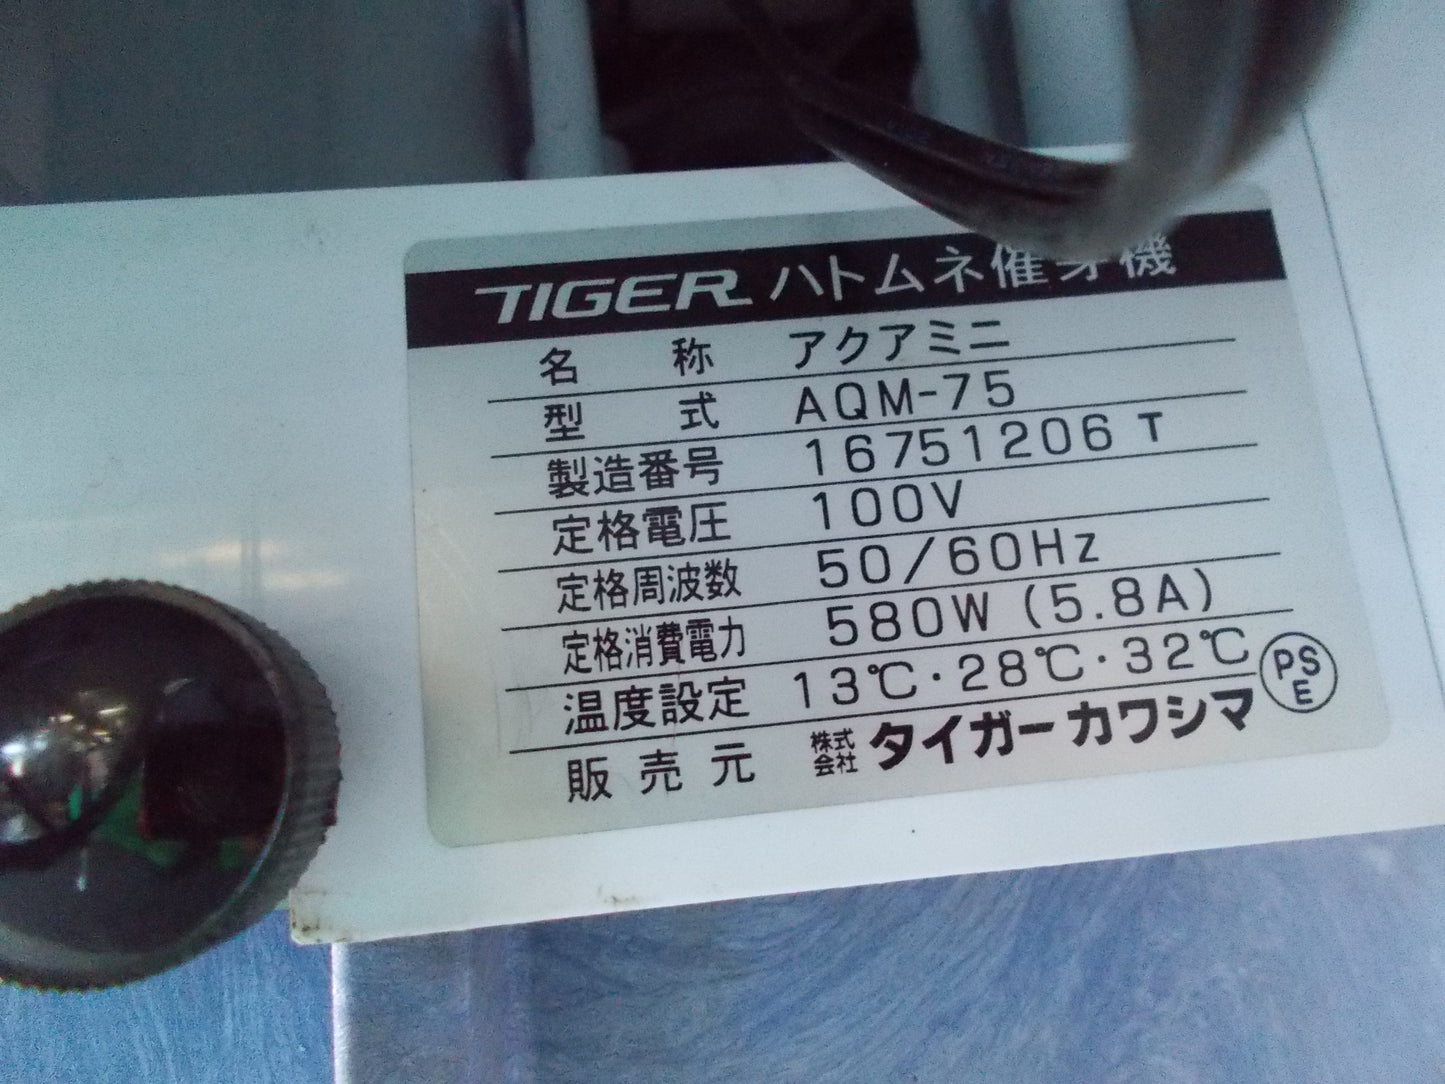 TIGER ハトムネ催芽機
名称 アクアミニ
型式 AQM-75
製造番号 16751206 T
定格電圧 100V
定格周波数 50/60Hz
定格消費電力 580W (5.8A)
温度設定 13℃・28℃・32℃
販売元 株式会社 タイガーカワシマ
PSE